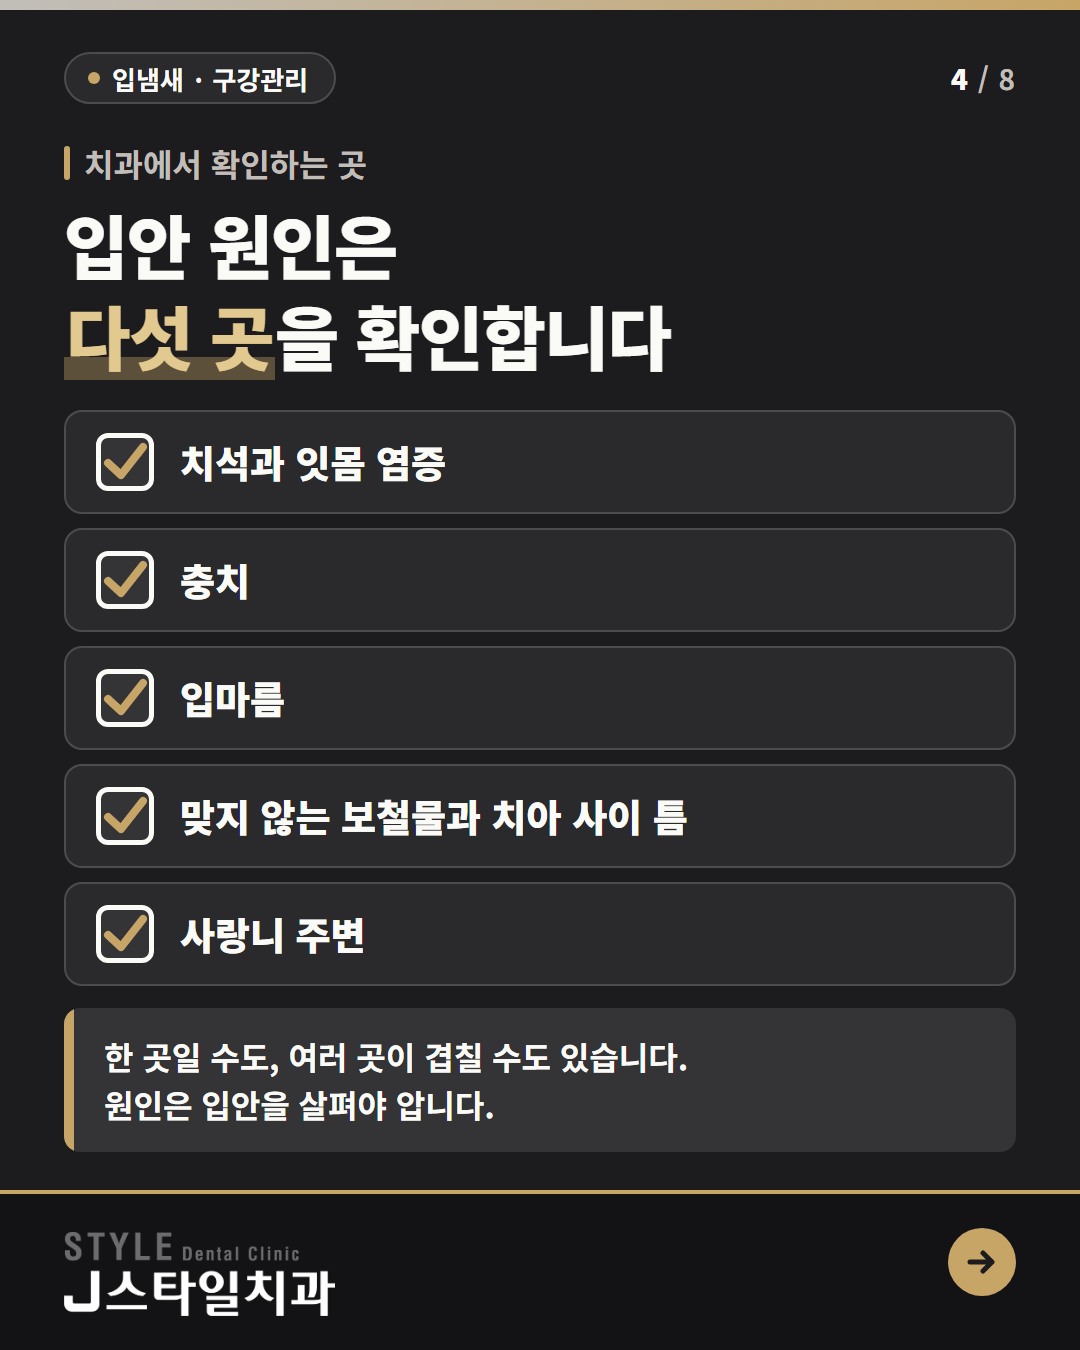 입냄새 · 구강관리
4 / 8
치과에서 확인하는 곳
입안 원인은
다섯 곳을 확인합니다
치석과 잇몸 염증
충치
입마름
맞지 않는 보철물과 치아 사이 틈
사랑니 주변
한 곳일 수도, 여러 곳이 겹칠 수도 있습니다.
원인은 입안을 살펴야 압니다.
STYLE Dental Clinic
J스타일치과